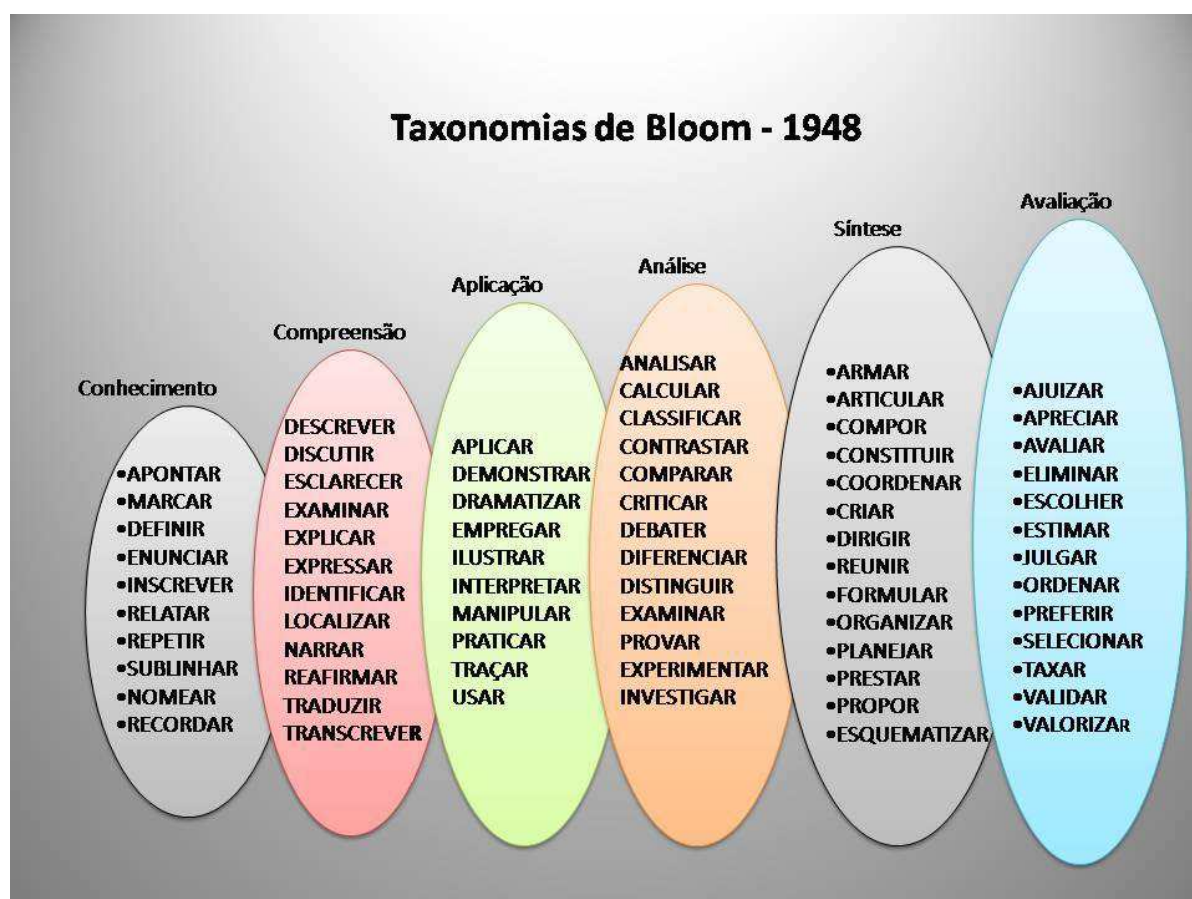 Taxonomias de Bloom - 1948
Conhecimento
•APONTAR
•MARCAR
•DEFINIR
•ENUNCIAR
•INSCREVER
•RELATAR
•REPETIR
•SUBLINHAR
•NOMEAR
•RECORDAR
Compreensão
DESCREVER
DISCUTIR
ESCLARECER
EXAMINAR
EXPLICAR
EXPRESSAR
IDENTIFICAR
LOCALIZAR
NARRAR
REAFIRMAR
TRADUZIR
TRANSCREVER
Aplicação
APLICAR
DEMONSTRAR
DRAMATIZAR
EMPREGAR
ILUSTRAR
INTERPRETAR
MANIPULAR
PRATICAR
TRAÇAR
USAR
Análise
ANALISAR
CALCULAR
CLASSIFICAR
CONTRASTAR
COMPARAR
CRITICAR
DEBATER
DIFERENCIAR
DISTINGUIR
EXAMINAR
PROVAR
EXPERIMENTAR
INVESTIGAR
Síntese
•ARMAR
•ARTICULAR
•COMPOR
•CONSTITUIR
•COORDENAR
•CRIAR
•DIRIGIR
•REUNIR
•FORMULAR
•ORGANIZAR
•PLANEJAR
•PRESTAR
•PROPOR
•ESQUEMATIZAR
Avaliação
•AJUIZAR
•APRECIAR
•AVALIAR
•ELIMINAR
•ESCOLHER
•ESTIMAR
•JULGAR
•ORDENAR
•PREFERIR
•SELECIONAR
•TAXAR
•VALIDAR
•VALORIZAR